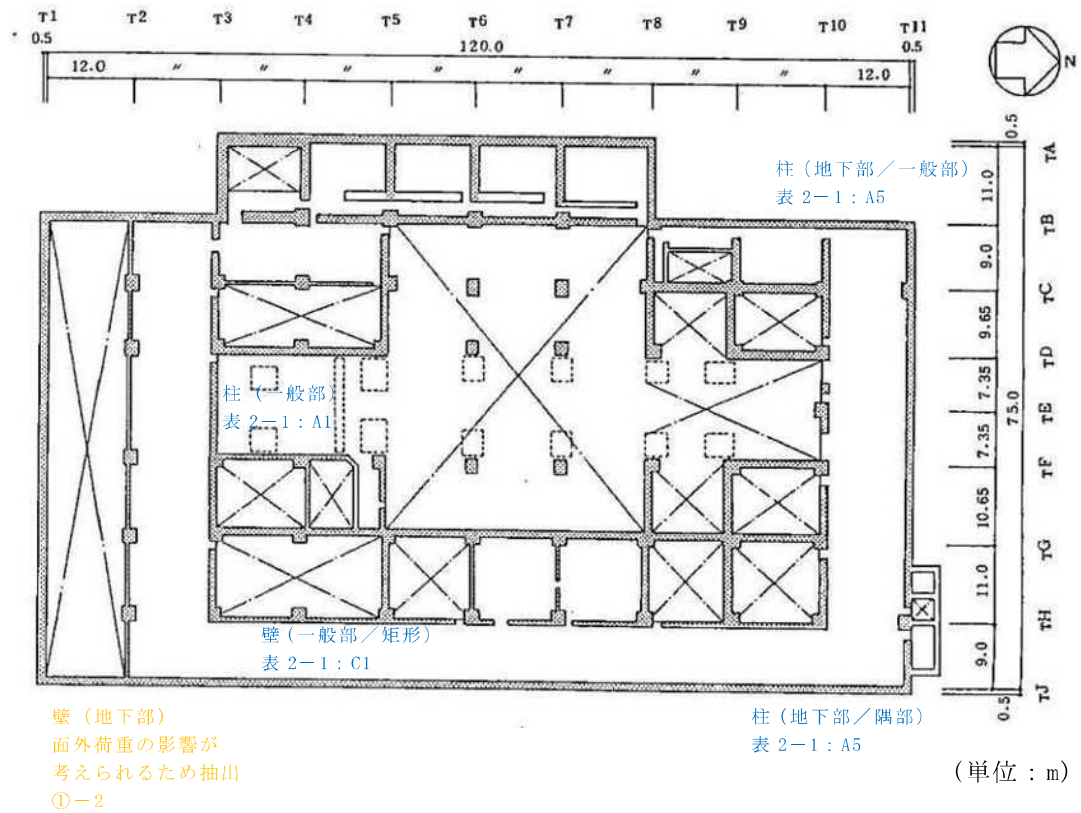 T1 T2 T3 T4 T5 T6 T7 T8 T9 T10 T11
0.5 120.0 0.5
12.0 〃 〃 〃 〃 〃 〃 〃 〃 12.0
N
0.5
TA
11.0
TB
9.0
TC
9.65
TD
7.35
TE
75.0
7.35
TF
10.65
TG
11.0
TH
9.0
TJ
0.5
柱（地下部／一般部）
表2－1：A5
柱（一般部）
表2－1：A1
壁（一般部／矩形）
表2－1：C1
壁（地下部）
面外荷重の影響が
考えられるため抽出
①－2
柱（地下部／隅部）
表2－1：A5
（単位：m）